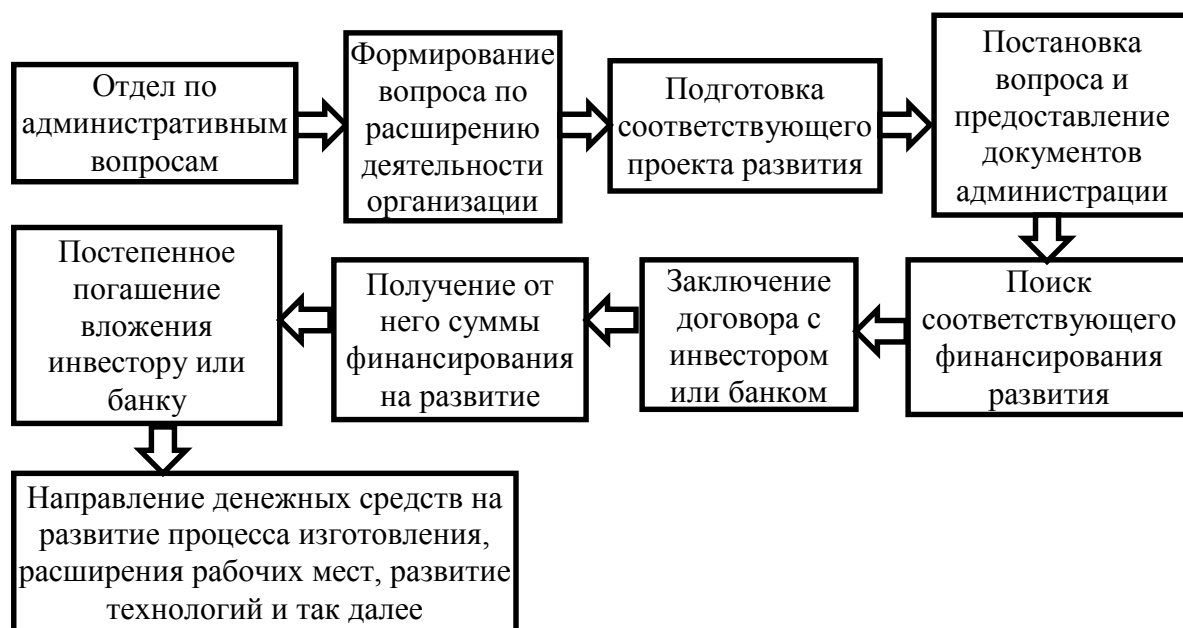 Отдел по
административным
вопросам
Формирование
вопроса по
расширению
деятельности
организации
Подготовка
соответствующего
проекта развития
Постановка
вопроса и
предоставление
документов
администрации
Поиск
соответствующего
финансирования
развития
Заключение
договора с
инвестором
или банком
Получение от
него суммы
финансирования
на развитие
Постепенное
погашение
вложения
инвестору или
банку
Направление денежных средств на
развитие процесса изготовления,
расширения рабочих мест, развитие
технологий и так далее